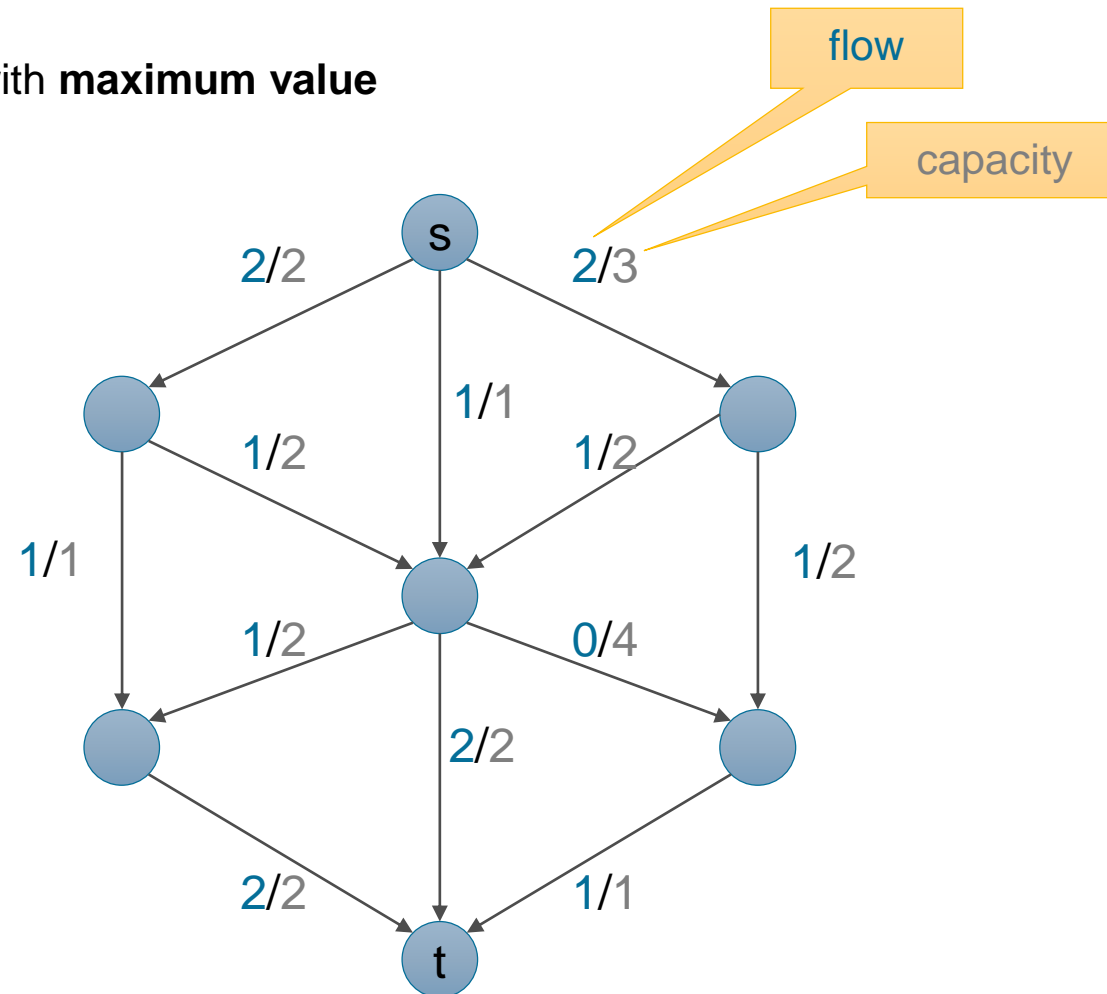 flow
ith maximum value
capacity
s
2/2
2/3
1/1
1/2
1/2
1/1
1/2
1/2
0/4
2/2
2/2
1/1
t